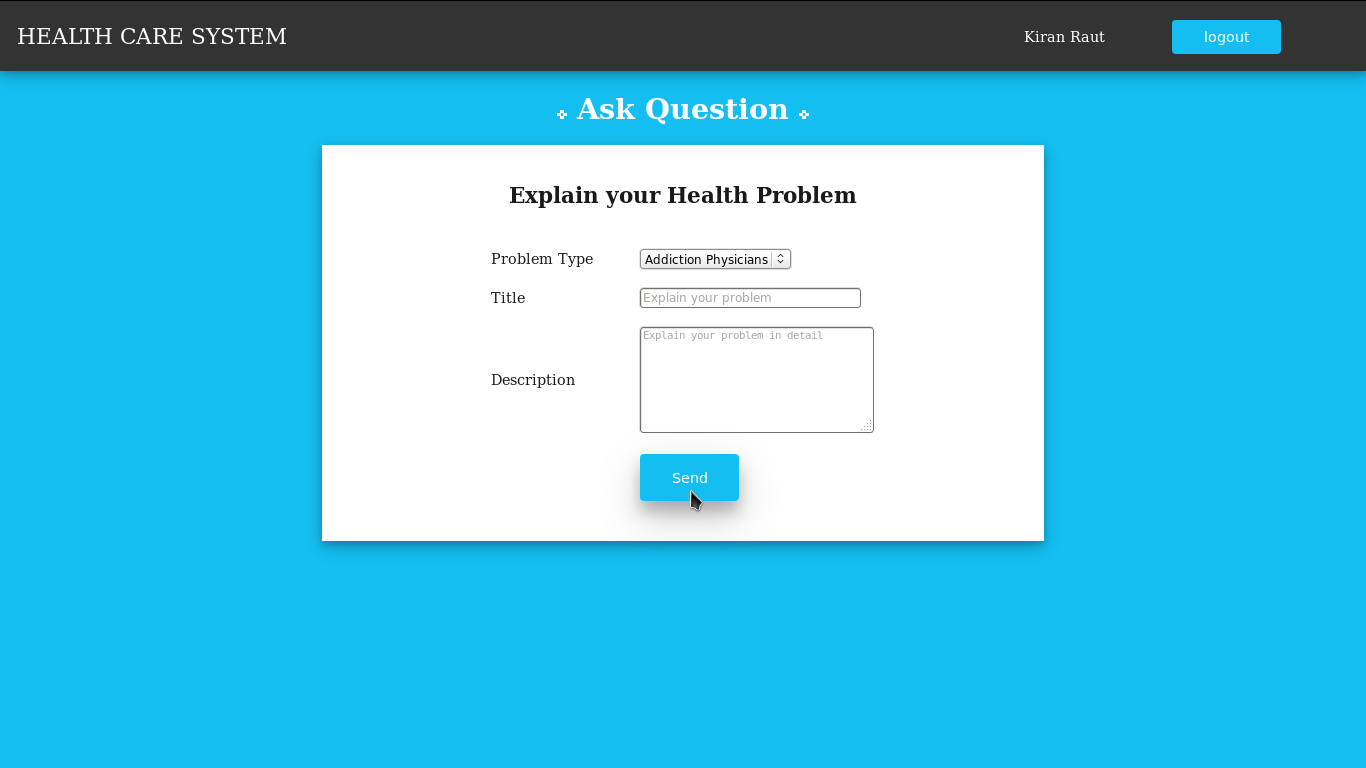 HEALTH CARE SYSTEM
Kiran Raut
logout
Ask Question
Explain your Health Problem
Problem Type
Addiction Physicians
Title
Explain your problem
Explain your problem in detail
Description
Send